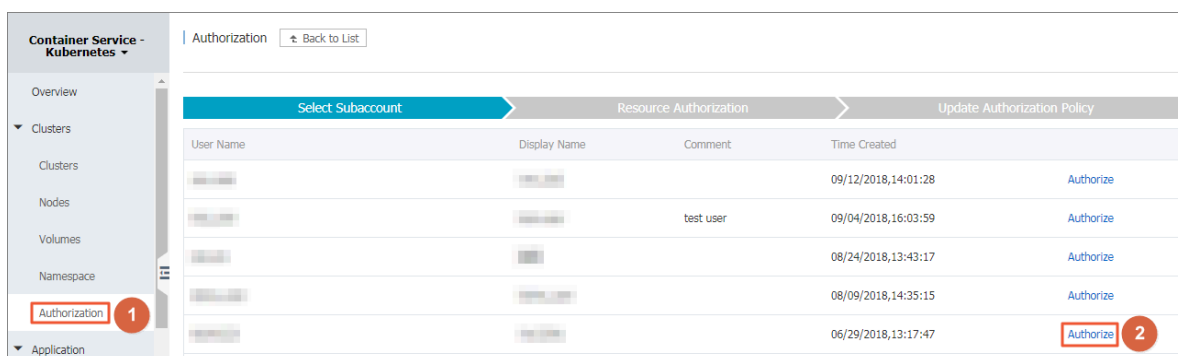 Container Service -
Kubernetes
Authorization
Back to List
Overview
Clusters
Clusters
Nodes
Volumes
Namespace
Authorization
1
Application
Select Subaccount
Resource Authorization
Update Authorization Policy
User Name
Display Name
Comment
Time Created
09/12/2018,14:01:28
Authorize
test user
09/04/2018,16:03:59
Authorize
08/24/2018,13:43:17
Authorize
08/09/2018,14:35:15
Authorize
06/29/2018,13:17:47
Authorize
2